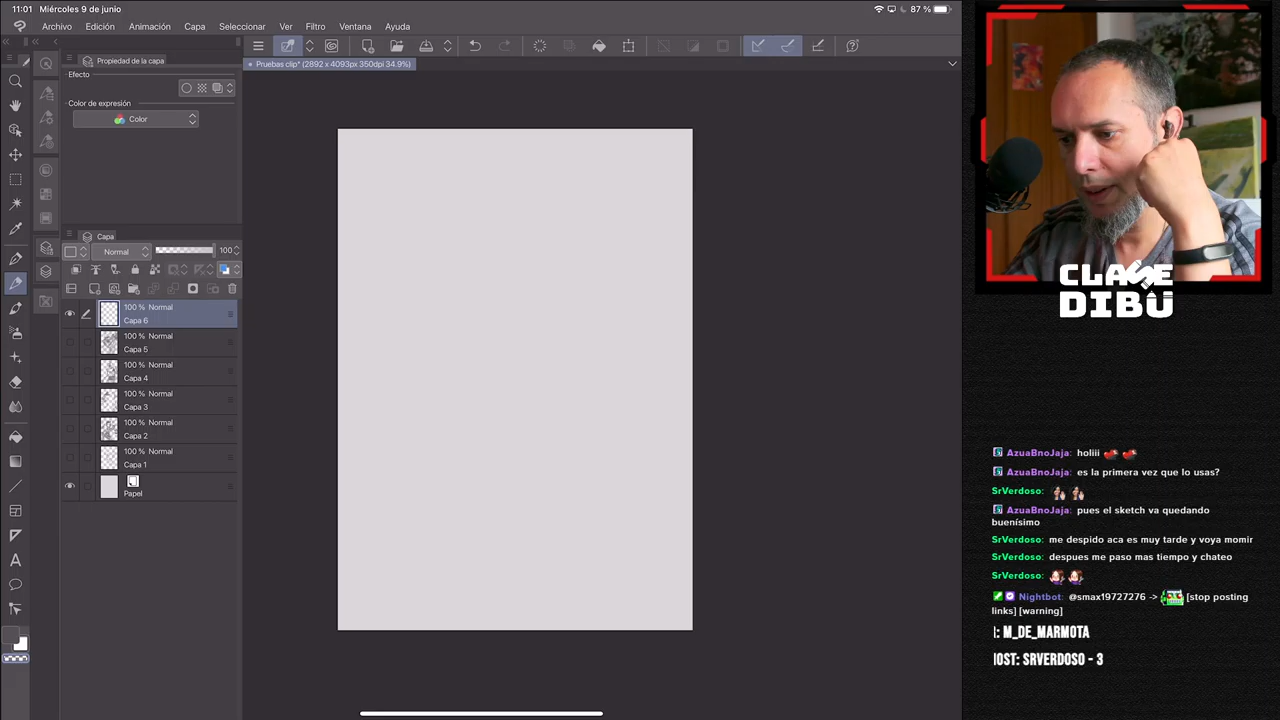 11:01 Miércoles 9 de junio
87 %
Archivo Edición Animación Capa Seleccionar Ver Filtro Ventana Ayuda
Propiedad de la capa
Efecto
Color de expresión
Color
Pruebas clip* (2892 x 4093px 350dpi 34.9%)
Capa
Normal 100
100 % Normal
Capa 6
100 % Normal
Capa 5
100 % Normal
Capa 4
100 % Normal
Capa 3
100 % Normal
Capa 2
100 % Normal
Capa 1
Papel
CLASE
DIBU
AzuaBnoJaja: holiii
AzuaBnoJaja: es la primera vez que lo usas?
SrVerdoso:
AzuaBnoJaja: pues el sketch va quedando
buenísimo
SrVerdoso: me despido aca es muy tarde y voya momir
SrVerdoso: despues me paso mas tiempo y chateo
SrVerdoso:
Nightbot: @smax19727276 -> [stop posting
links] [warning]
: M_DE_MARMOTA
OST: SRVERDOSO - 3